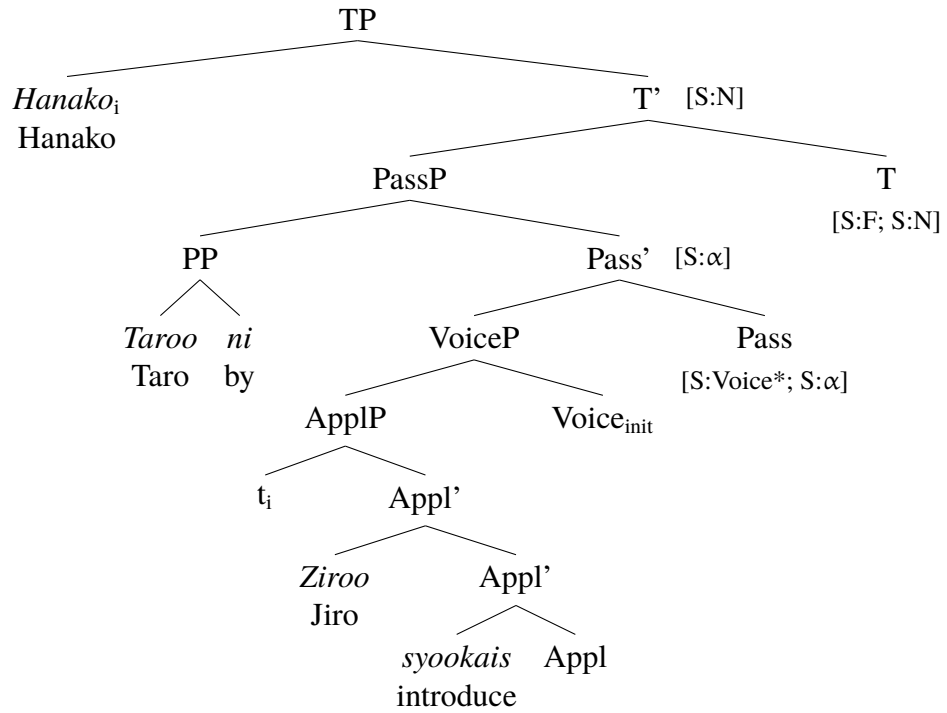 TP
Hanakoᵢ T’ [S:N]
Hanako
PassP T
[S:F; S:N]
PP Pass’ [S:α]
Taroo ni VoiceP Pass
Taro by [S:Voice*; S:α]
ApplP Voiceinit
tᵢ Appl’
Ziroo Appl’
Jiro
syookais Appl
introduce